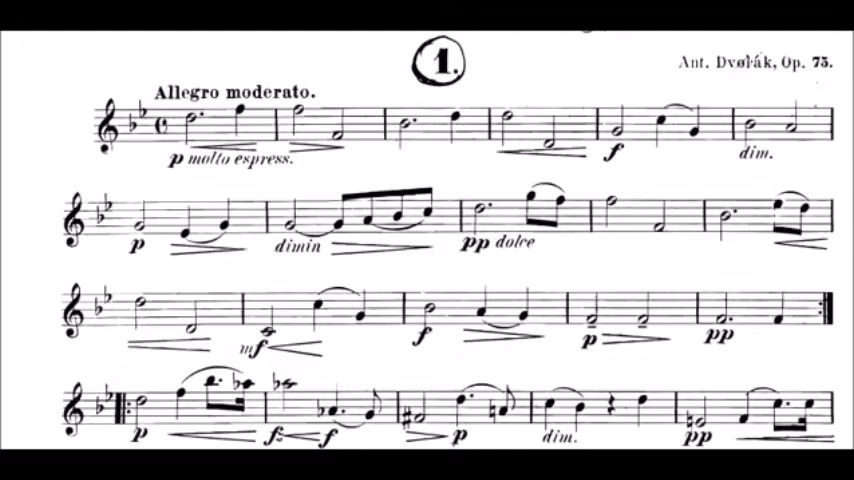 1.
Ant. Dvořák, Op. 75.
Allegro moderato.
p molto espress. f dim.
p dimin pp dolce
mf f p pp
p fz f p dim. pp